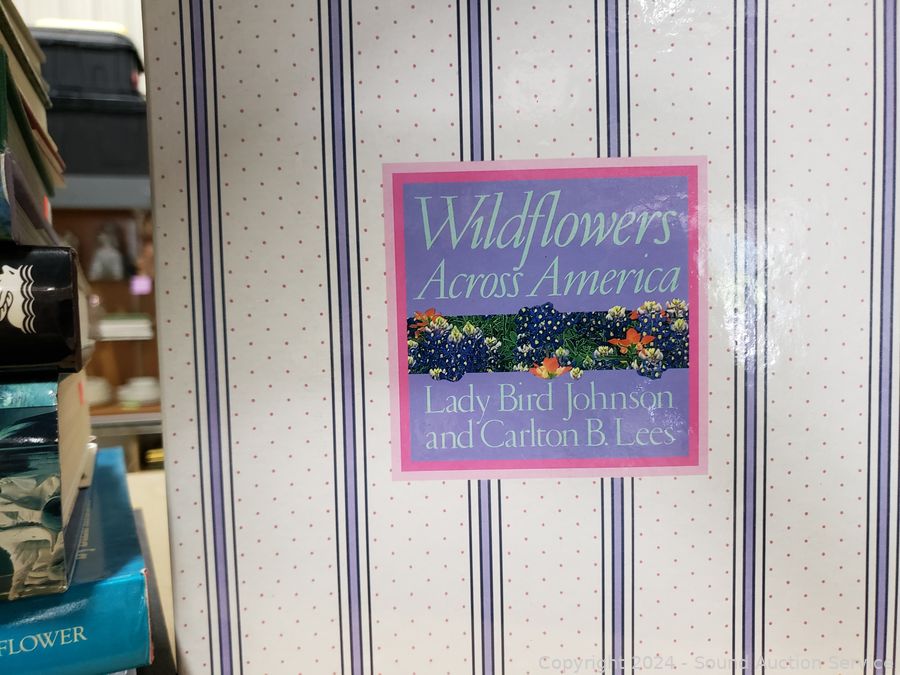 Wildflowers
Across America
Lady Bird Johnson
and Carlton B. Lees
FLOWER
Copyright 2024 - Sound Auction Service